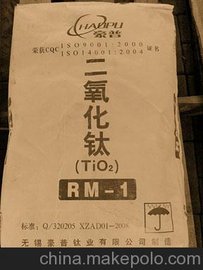 HAOPU
豪普
荣获CQC ISO9001:2000
ISO14001:2004 证书
二氧化钛
(TiO₂)
RM-1
标准:Q/320205 XZAD01-2008
无锡豪普钛业有限公司制造
www.makepolo.com